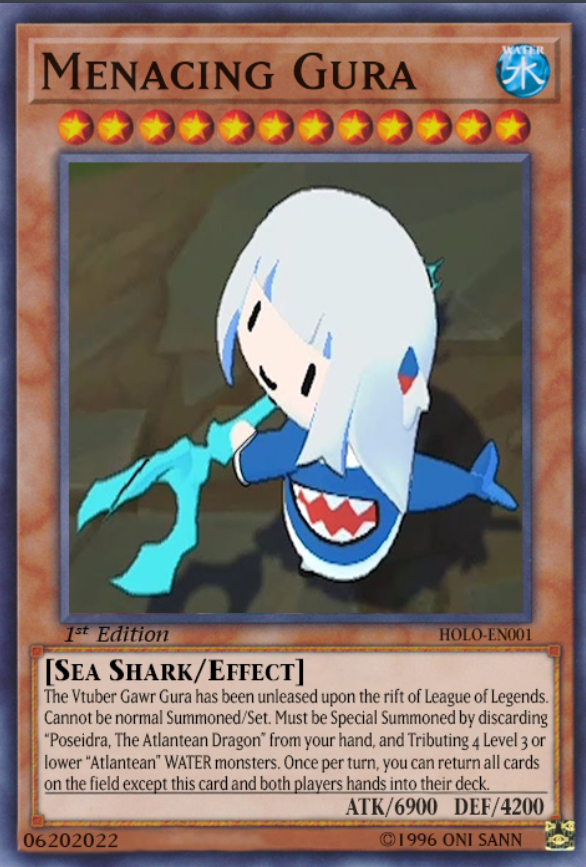 MENACING GURA
WATER
水
1st Edition
HOLO-EN001
[SEA SHARK/EFFECT]
The Vtuber Gawr Gura has been unleased upon the rift of League of Legends.
Cannot be normal Summoned/Set. Must be Special Summoned by discarding
“Poseidra, The Atlantean Dragon” from your hand, and Tributing 4 Level 3 or
lower “Atlantean” WATER monsters. Once per turn, you can return all cards
on the field except this card and both players hands into their deck.
ATK/6900 DEF/4200
06202022
©1996 ONI SANN